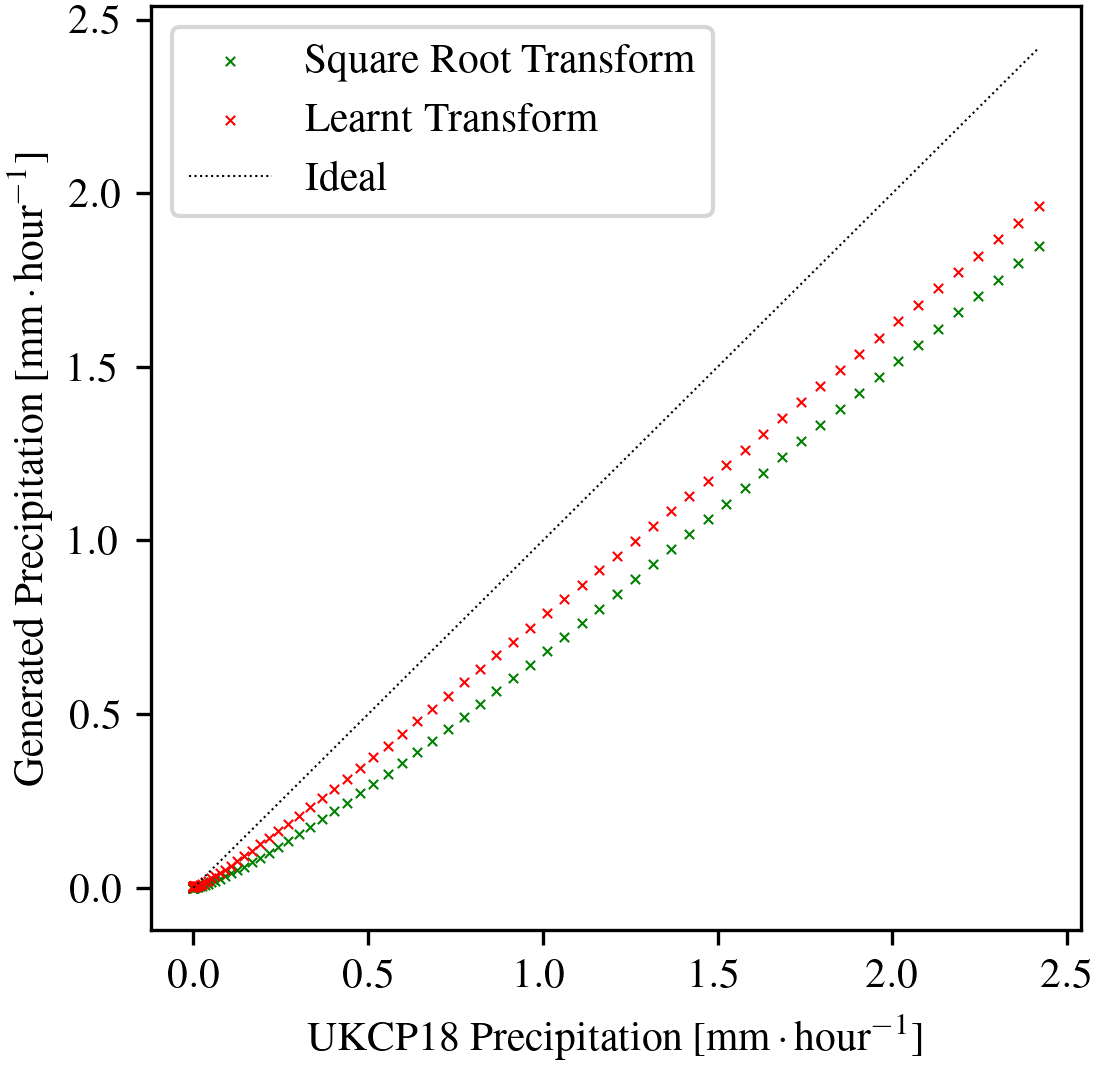 2.5
2.0
1.5
1.0
0.5
0.0
Generated Precipitation [mm · hour⁻¹]
Square Root Transform
Learnt Transform
Ideal
0.0 0.5 1.0 1.5 2.0 2.5
UKCP18 Precipitation [mm · hour⁻¹]